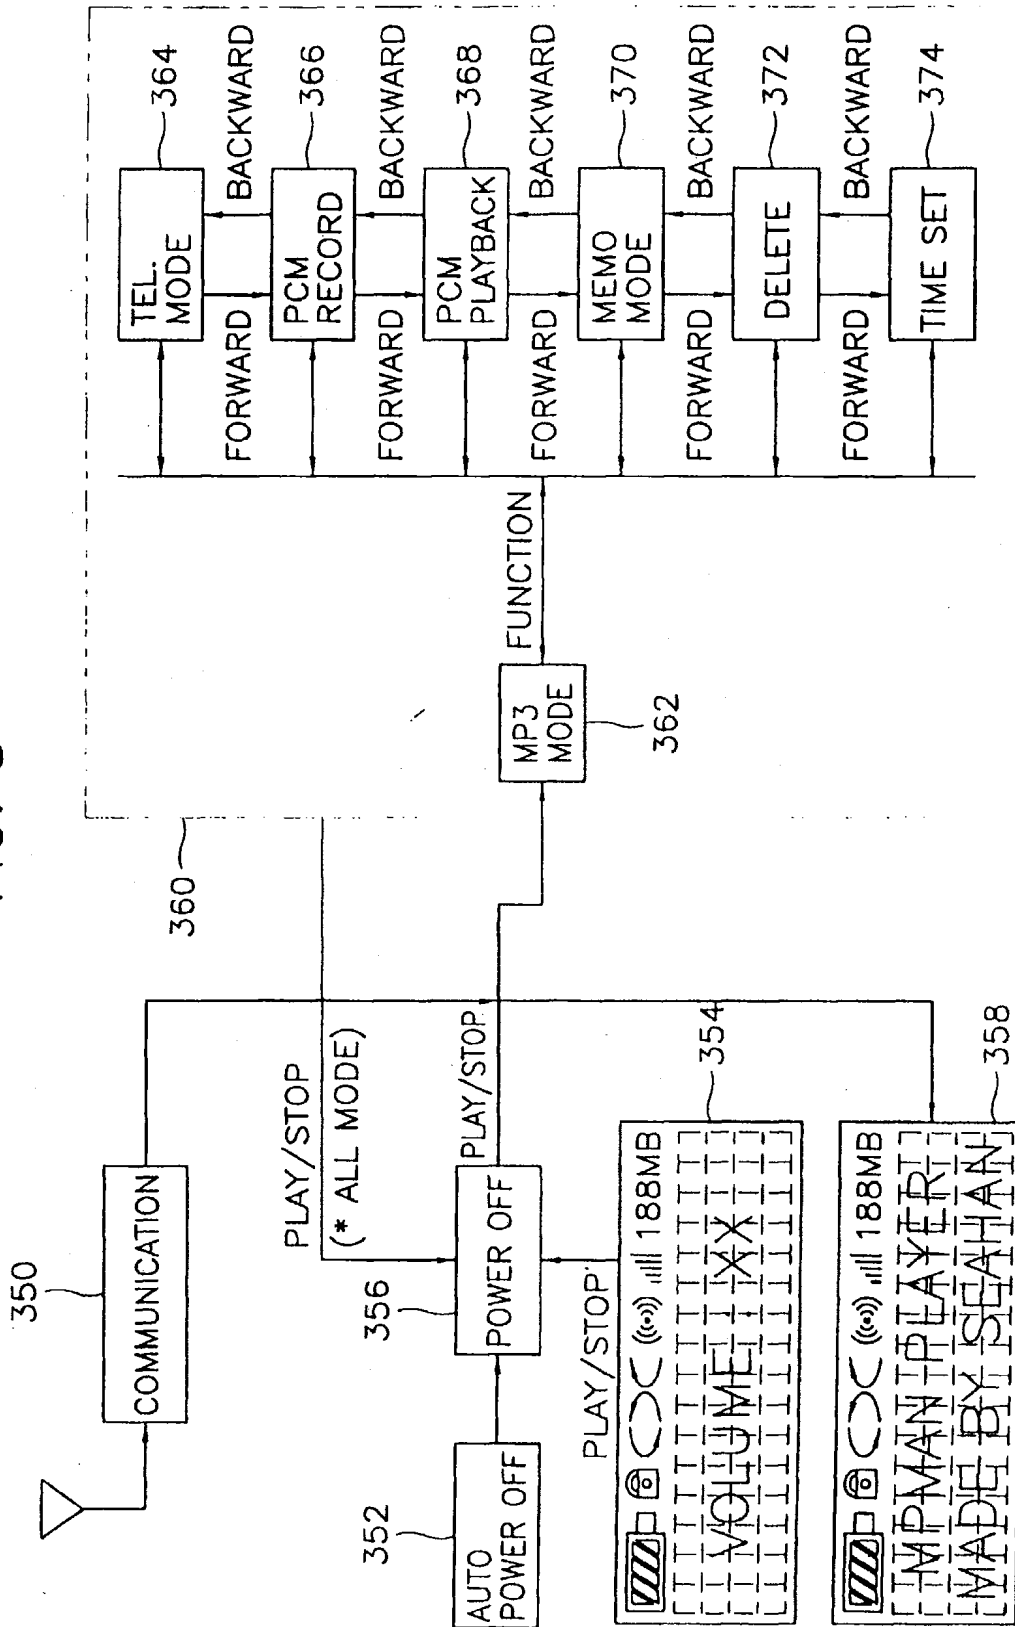 350
COMMUNICATION
352
AUTO
POWER OFF
356
POWER OFF
PLAY/STOP
(* ALL MODE)
PLAY/STOP
PLAY/STOP
188MB
VOLUME : XX
354
188MB
MPMAN PLAYER
MADE BY SEAHAN
358
360
MP3
MODE
362
FUNCTION
TEL.
MODE
364
FORWARD
BACKWARD
PCM
RECORD
366
FORWARD
BACKWARD
PCM
PLAYBACK
368
FORWARD
BACKWARD
MEMO
MODE
370
FORWARD
BACKWARD
DELETE
372
FORWARD
BACKWARD
TIME SET
374